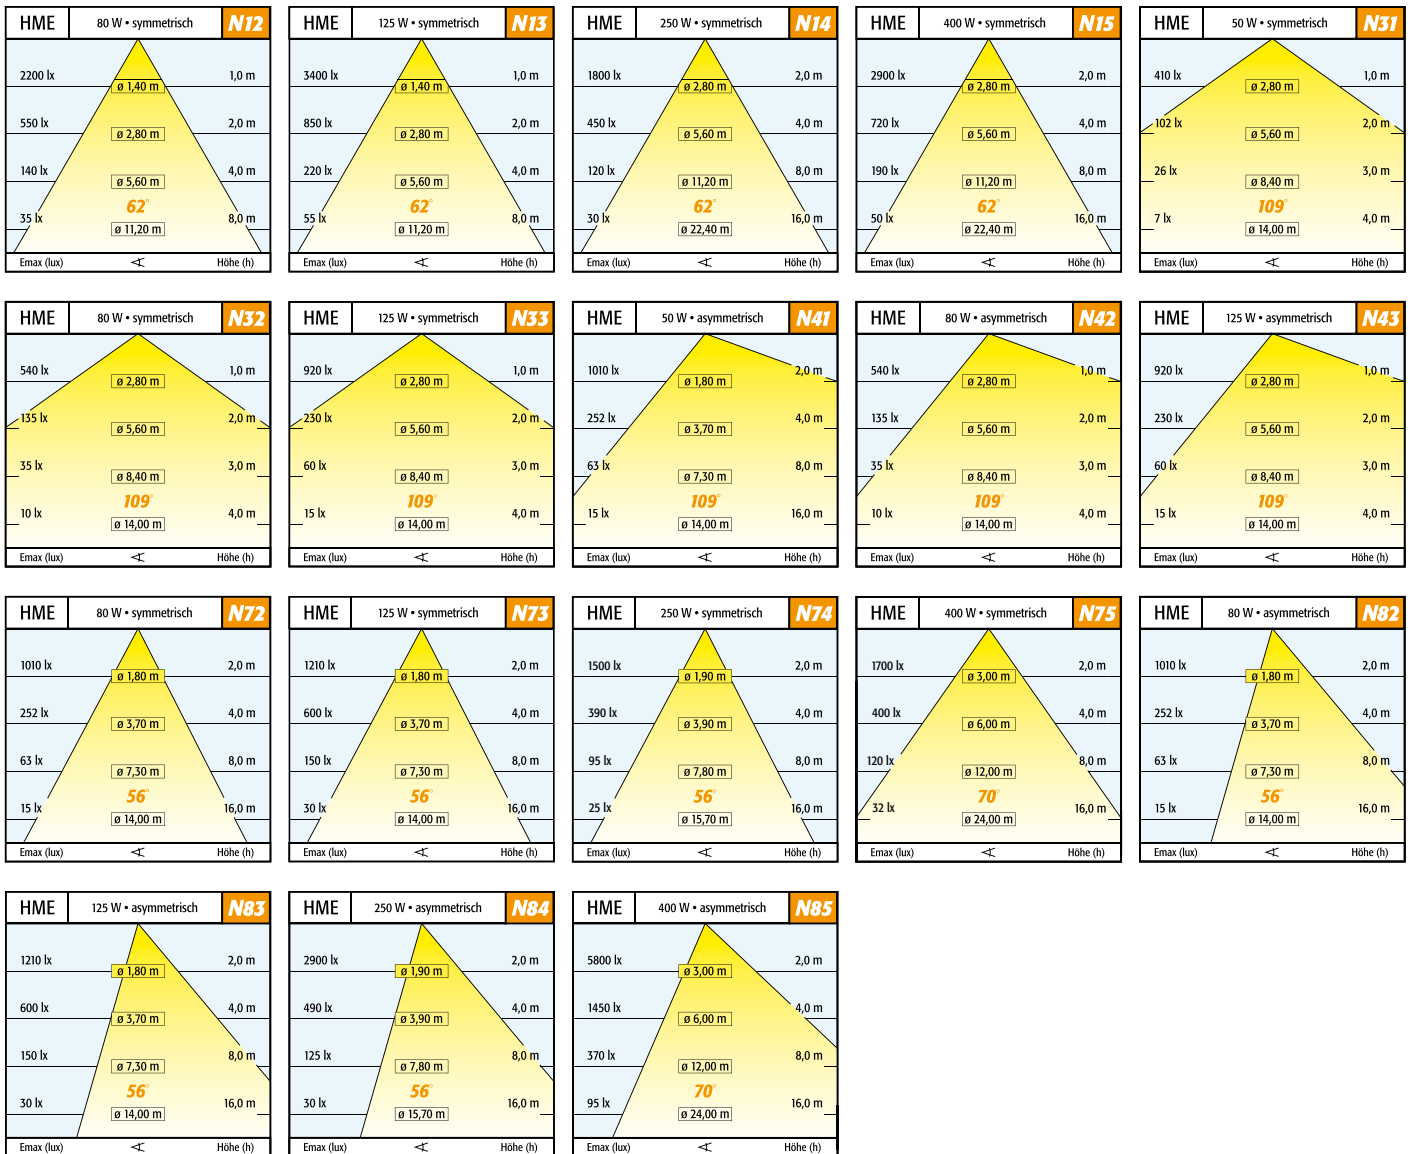 HME 80 W • symmetrisch N12
2200 lx 1,0 m
ø 1,40 m
550 lx 2,0 m
ø 2,80 m
140 lx 4,0 m
ø 5,60 m
62°
35 lx 8,0 m
ø 11,20 m
Emax (lux) Höhe (h)
HME 125 W • symmetrisch N13
3400 lx 1,0 m
ø 1,40 m
850 lx 2,0 m
ø 2,80 m
220 lx 4,0 m
ø 5,60 m
62°
55 lx 8,0 m
ø 11,20 m
Emax (lux) Höhe (h)
HME 250 W • symmetrisch N14
1800 lx 2,0 m
ø 2,80 m
450 lx 4,0 m
ø 5,60 m
120 lx 8,0 m
ø 11,20 m
62°
30 lx 16,0 m
ø 22,40 m
Emax (lux) Höhe (h)
HME 400 W • symmetrisch N15
2900 lx 2,0 m
ø 2,80 m
720 lx 4,0 m
ø 5,60 m
190 lx 8,0 m
ø 11,20 m
62°
50 lx 16,0 m
ø 22,40 m
Emax (lux) Höhe (h)
HME 50 W • symmetrisch N31
410 lx 1,0 m
ø 2,80 m
102 lx 2,0 m
ø 5,60 m
26 lx 3,0 m
ø 8,40 m
109°
7 lx 4,0 m
ø 14,00 m
Emax (lux) Höhe (h)
HME 80 W • symmetrisch N32
540 lx 1,0 m
ø 2,80 m
135 lx 2,0 m
ø 5,60 m
35 lx 3,0 m
ø 8,40 m
109°
10 lx 4,0 m
ø 14,00 m
Emax (lux) Höhe (h)
HME 125 W • symmetrisch N33
920 lx 1,0 m
ø 2,80 m
230 lx 2,0 m
ø 5,60 m
60 lx 3,0 m
ø 8,40 m
109°
15 lx 4,0 m
ø 14,00 m
Emax (lux) Höhe (h)
HME 50 W • asymmetrisch N41
1010 lx 2,0 m
ø 1,80 m
252 lx 4,0 m
ø 3,70 m
63 lx 8,0 m
ø 7,30 m
109°
15 lx 16,0 m
ø 14,00 m
Emax (lux) Höhe (h)
HME 80 W • asymmetrisch N42
540 lx 1,0 m
ø 2,80 m
135 lx 2,0 m
ø 5,60 m
35 lx 3,0 m
ø 8,40 m
109°
10 lx 4,0 m
ø 14,00 m
Emax (lux) Höhe (h)
HME 125 W • asymmetrisch N43
920 lx 1,0 m
ø 2,80 m
230 lx 2,0 m
ø 5,60 m
60 lx 3,0 m
ø 8,40 m
109°
15 lx 4,0 m
ø 14,00 m
Emax (lux) Höhe (h)
HME 80 W • symmetrisch N72
1010 lx 2,0 m
ø 1,80 m
252 lx 4,0 m
ø 3,70 m
63 lx 8,0 m
ø 7,30 m
56°
15 lx 16,0 m
ø 14,00 m
Emax (lux) Höhe (h)
HME 125 W • symmetrisch N73
1210 lx 2,0 m
ø 1,80 m
600 lx 4,0 m
ø 3,70 m
150 lx 8,0 m
ø 7,30 m
56°
30 lx 16,0 m
ø 14,00 m
Emax (lux) Höhe (h)
HME 250 W • symmetrisch N74
1500 lx 2,0 m
ø 1,90 m
390 lx 4,0 m
ø 3,90 m
95 lx 8,0 m
ø 7,80 m
56°
25 lx 16,0 m
ø 15,70 m
Emax (lux) Höhe (h)
HME 400 W • symmetrisch N75
1700 lx 2,0 m
ø 3,00 m
400 lx 4,0 m
ø 6,00 m
120 lx 8,0 m
ø 12,00 m
70°
32 lx 16,0 m
ø 24,00 m
Emax (lux) Höhe (h)
HME 80 W • asymmetrisch N82
1010 lx 2,0 m
ø 1,80 m
252 lx 4,0 m
ø 3,70 m
63 lx 8,0 m
ø 7,30 m
56°
15 lx 16,0 m
ø 14,00 m
Emax (lux) Höhe (h)
HME 125 W • asymmetrisch N83
1210 lx 2,0 m
ø 1,80 m
600 lx 4,0 m
ø 3,70 m
150 lx 8,0 m
ø 7,30 m
56°
30 lx 16,0 m
ø 14,00 m
Emax (lux) Höhe (h)
HME 250 W • asymmetrisch N84
2900 lx 2,0 m
ø 1,90 m
490 lx 4,0 m
ø 3,90 m
125 lx 8,0 m
ø 7,80 m
56°
30 lx 16,0 m
ø 15,70 m
Emax (lux) Höhe (h)
HME 400 W • asymmetrisch N85
5800 lx 2,0 m
ø 3,00 m
1450 lx 4,0 m
ø 6,00 m
370 lx 8,0 m
ø 12,00 m
70°
95 lx 16,0 m
ø 24,00 m
Emax (lux) Höhe (h)